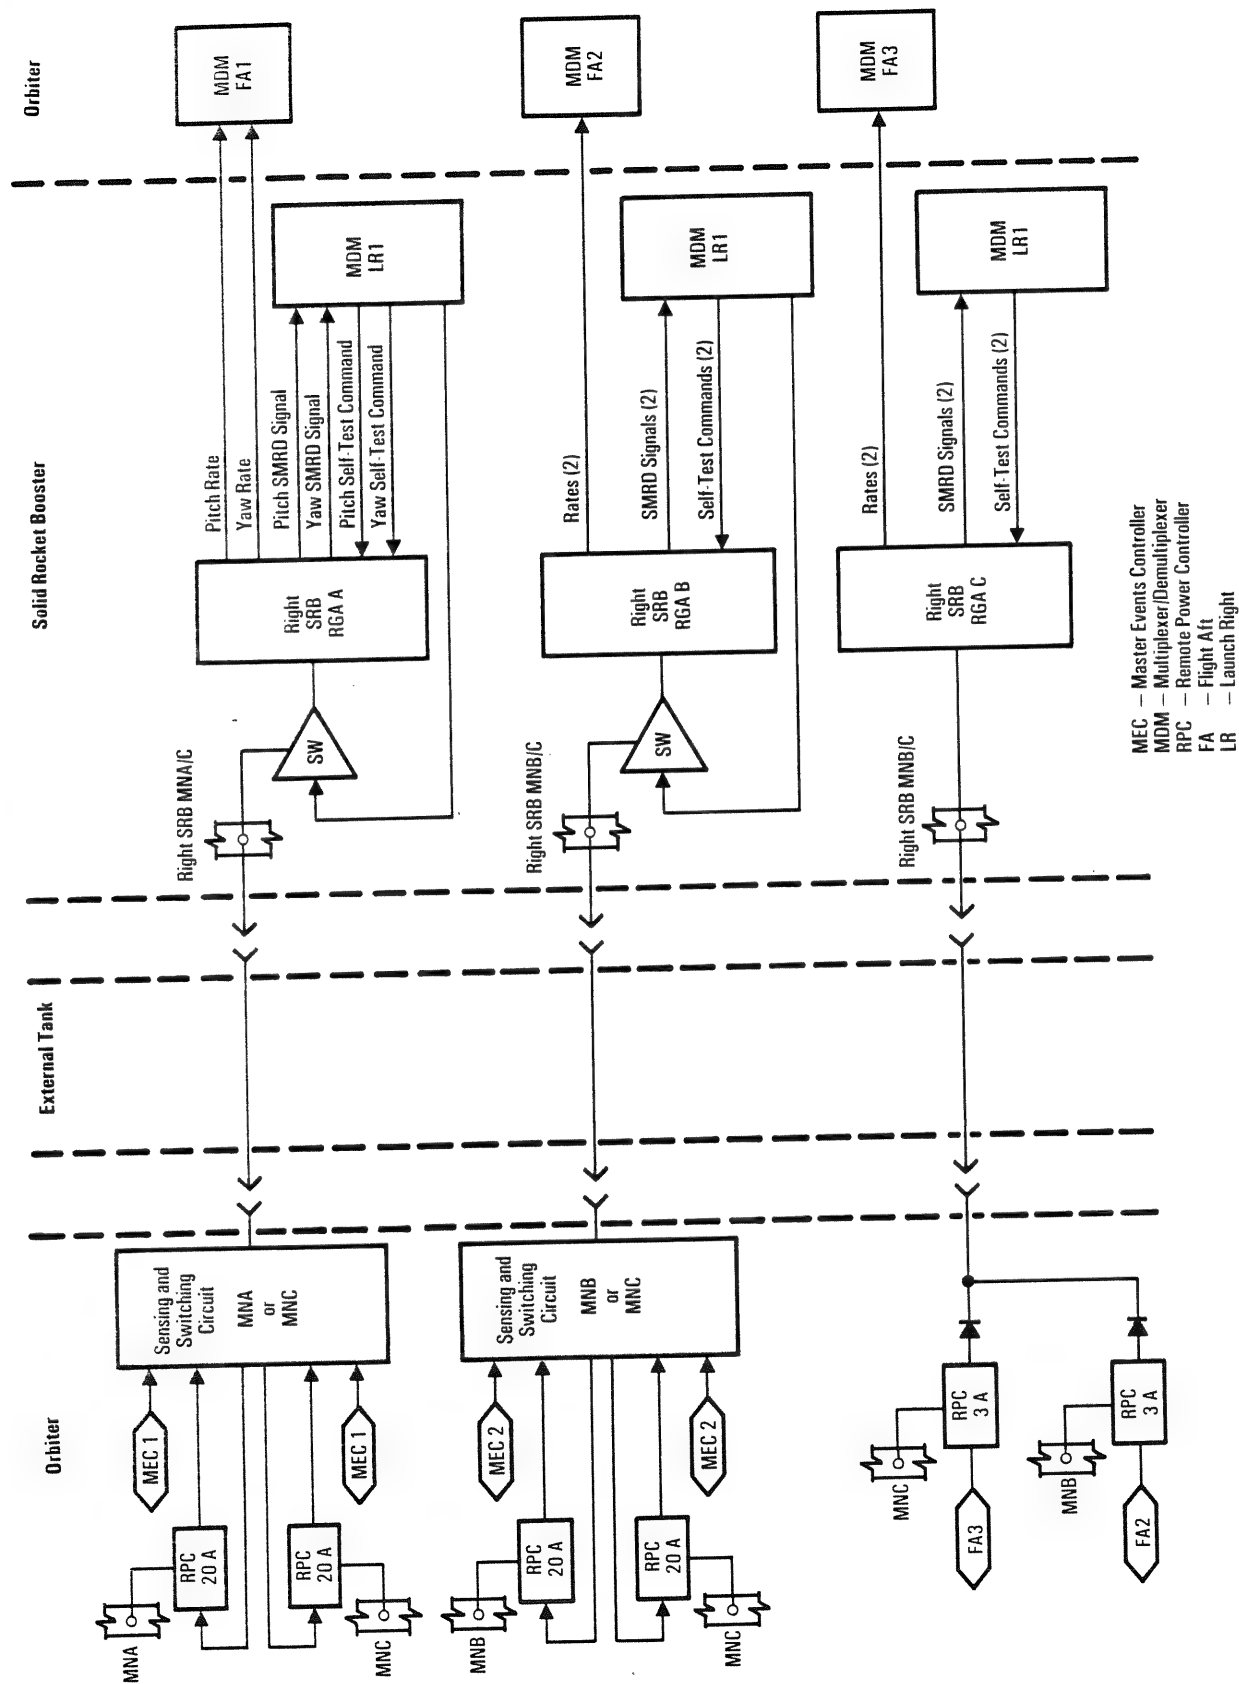 Orbiter
External Tank
Solid Rocket Booster
Orbiter
MNA
RPC
20 A
MEC 1
Sensing and
Switching
Circuit
MNA
or
MNC
RPC
20 A
MNC
MEC 1
Right SRB MNA/C
SW
Right
SRB
RGA A
Pitch Rate
Yaw Rate
Pitch SMRD Signal
Yaw SMRD Signal
Pitch Self-Test Command
Yaw Self-Test Command
MDM
LR1
MDM
FA1
MNB
RPC
20 A
MEC 2
Sensing and
Switching
Circuit
MNB
or
MNC
RPC
20 A
MNC
MEC 2
Right SRB MNB/C
SW
Right
SRB
RGA B
Rates (2)
SMRD Signals (2)
Self-Test Commands (2)
MDM
LR1
MDM
FA2
MNC
FA3
RPC
3 A
MNB
FA2
RPC
3 A
Right SRB MNB/C
Right
SRB
RGA C
Rates (2)
SMRD Signals (2)
Self-Test Commands (2)
MDM
LR1
MDM
FA3
MEC – Master Events Controller
MDM – Multiplexer/Demultiplexer
RPC – Remote Power Controller
FA – Flight Aft
LR – Launch Right